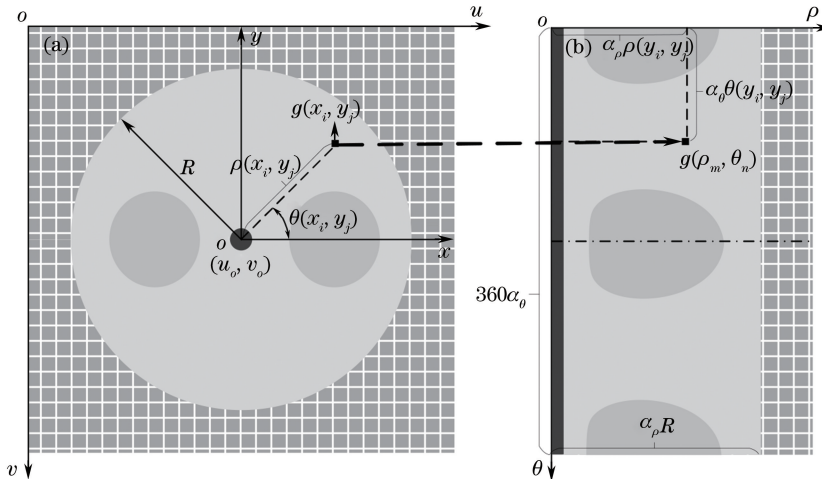 o
u
(a)
y
g(x_i, y_j)
R
ρ(x_i, y_j)
θ(x_i, y_j)
o
x
(u_o, v_o)
v
o
ρ
(b)
α_ρρ(y_i, y_j)
α_θθ(y_i, y_j)
g(ρ_m, θ_n)
360α_θ
α_ρR
θ